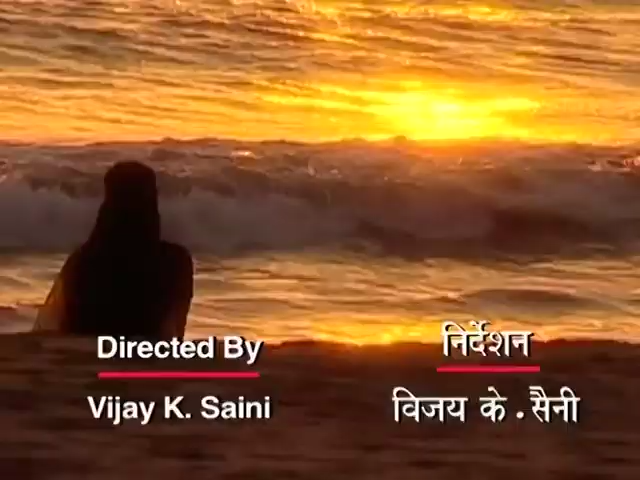 Directed By
Vijay K. Saini
निर्देशन
विजय के . सैनी